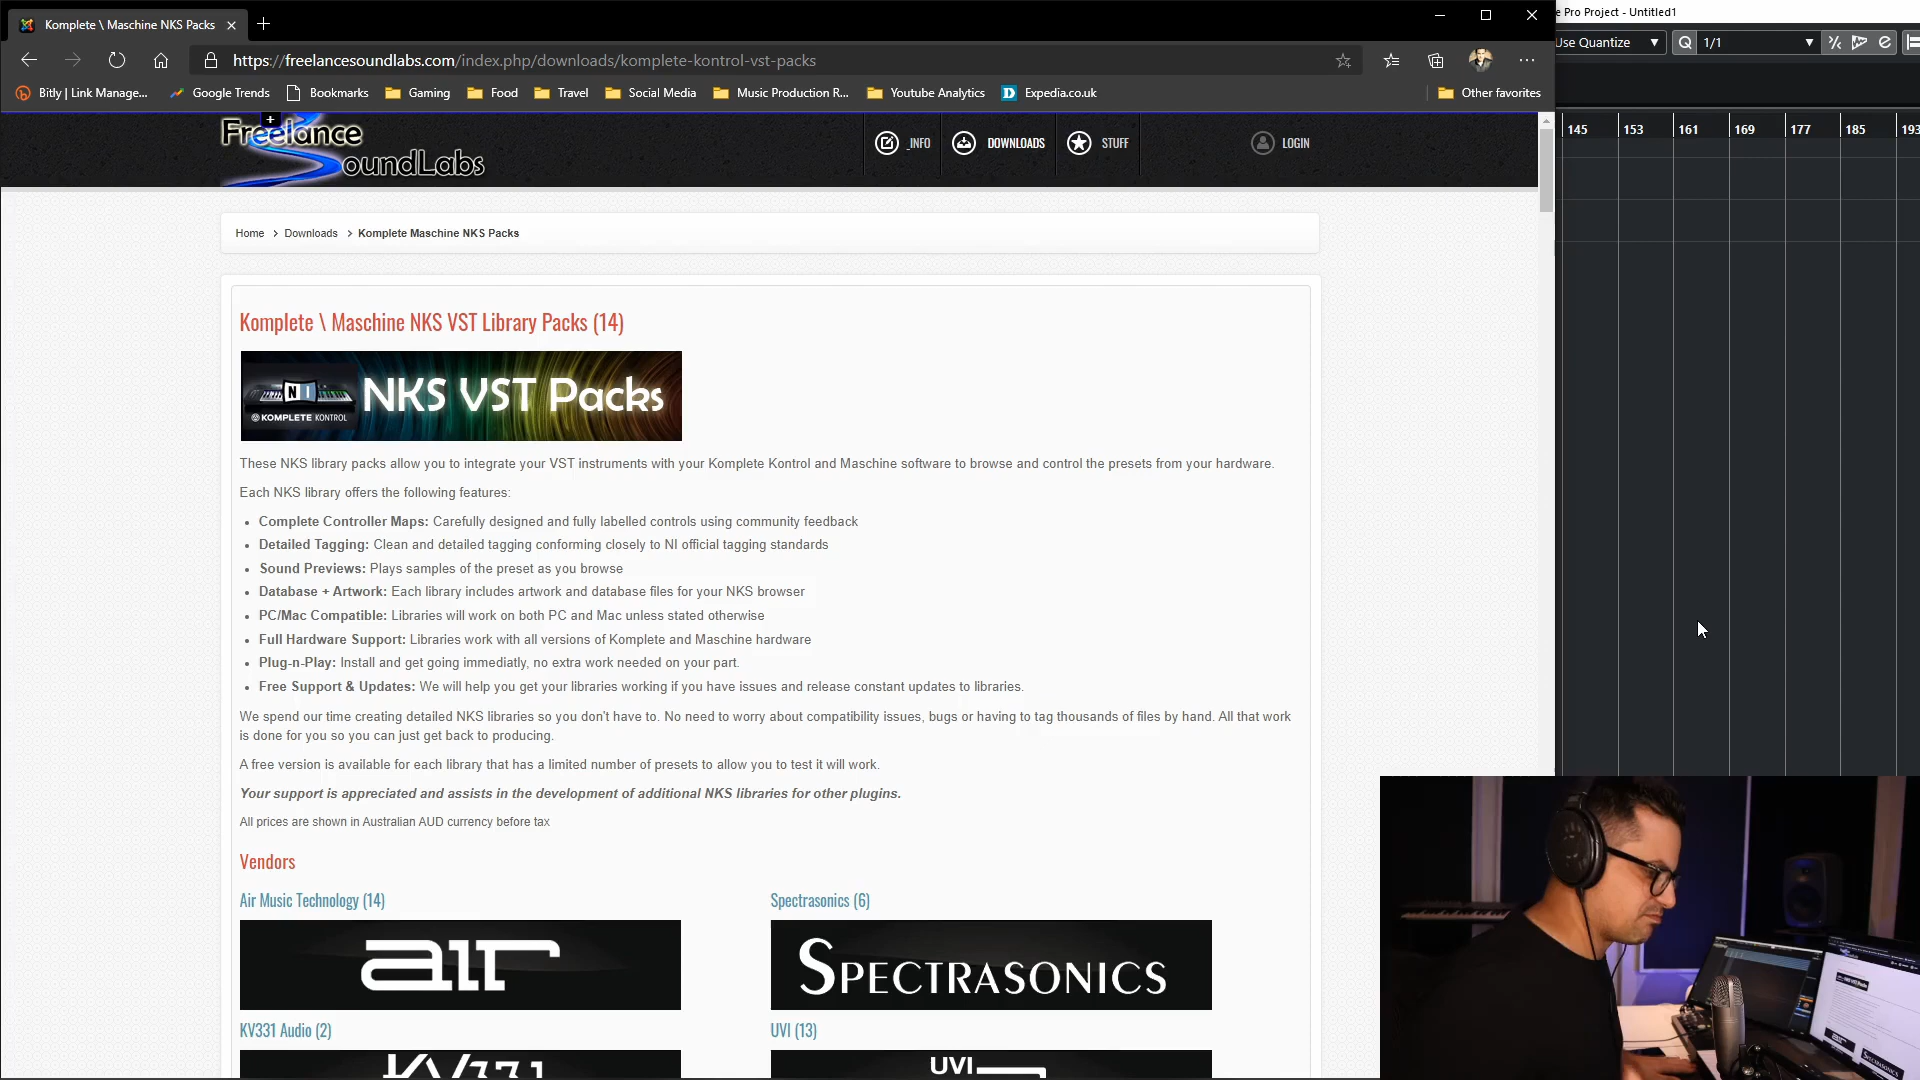 Komplete \ Maschine NKS Packs
e Pro Project - Untitled1
https://freelancesoundlabs.com/index.php/downloads/komplete-kontrol-vst-packs
Use Quantize
Q
1/1
Bitly | Link Manage...
Google Trends
Bookmarks
Gaming
Food
Travel
Social Media
Music Production R...
Youtube Analytics
Expedia.co.uk
Other favorites
145 153 161 169 177 185 193
Freelance
SoundLabs
_INFO
DOWNLOADS
STUFF
LOGIN
Home > Downloads > Komplete Maschine NKS Packs
Komplete \ Maschine NKS VST Library Packs (14)
NI
KOMPLETE KONTROL
NKS VST Packs
These NKS library packs allow you to integrate your VST instruments with your Komplete Kontrol and Maschine software to browse and control the presets from your hardware.
Each NKS library offers the following features:
• Complete Controller Maps: Carefully designed and fully labelled controls using community feedback
• Detailed Tagging: Clean and detailed tagging conforming closely to NI official tagging standards
• Sound Previews: Plays samples of the preset as you browse
• Database + Artwork: Each library includes artwork and database files for your NKS browser
• PC/Mac Compatible: Libraries will work on both PC and Mac unless stated otherwise
• Full Hardware Support: Libraries work with all versions of Komplete and Maschine hardware
• Plug-n-Play: Install and get going immediatly, no extra work needed on your part.
• Free Support & Updates: We will help you get your libraries working if you have issues and release constant updates to libraries.
We spend our time creating detailed NKS libraries so you don't have to. No need to worry about compatibility issues, bugs or having to tag thousands of files by hand. All that work
is done for you so you can just get back to producing.
A free version is available for each library that has a limited number of presets to allow you to test it will work.
Your support is appreciated and assists in the development of additional NKS libraries for other plugins.
All prices are shown in Australian AUD currency before tax
Vendors
Air Music Technology (14)
Spectrasonics (6)
air
SPECTRASONICS
KV331 Audio (2)
UVI (13)
KV331
UVI